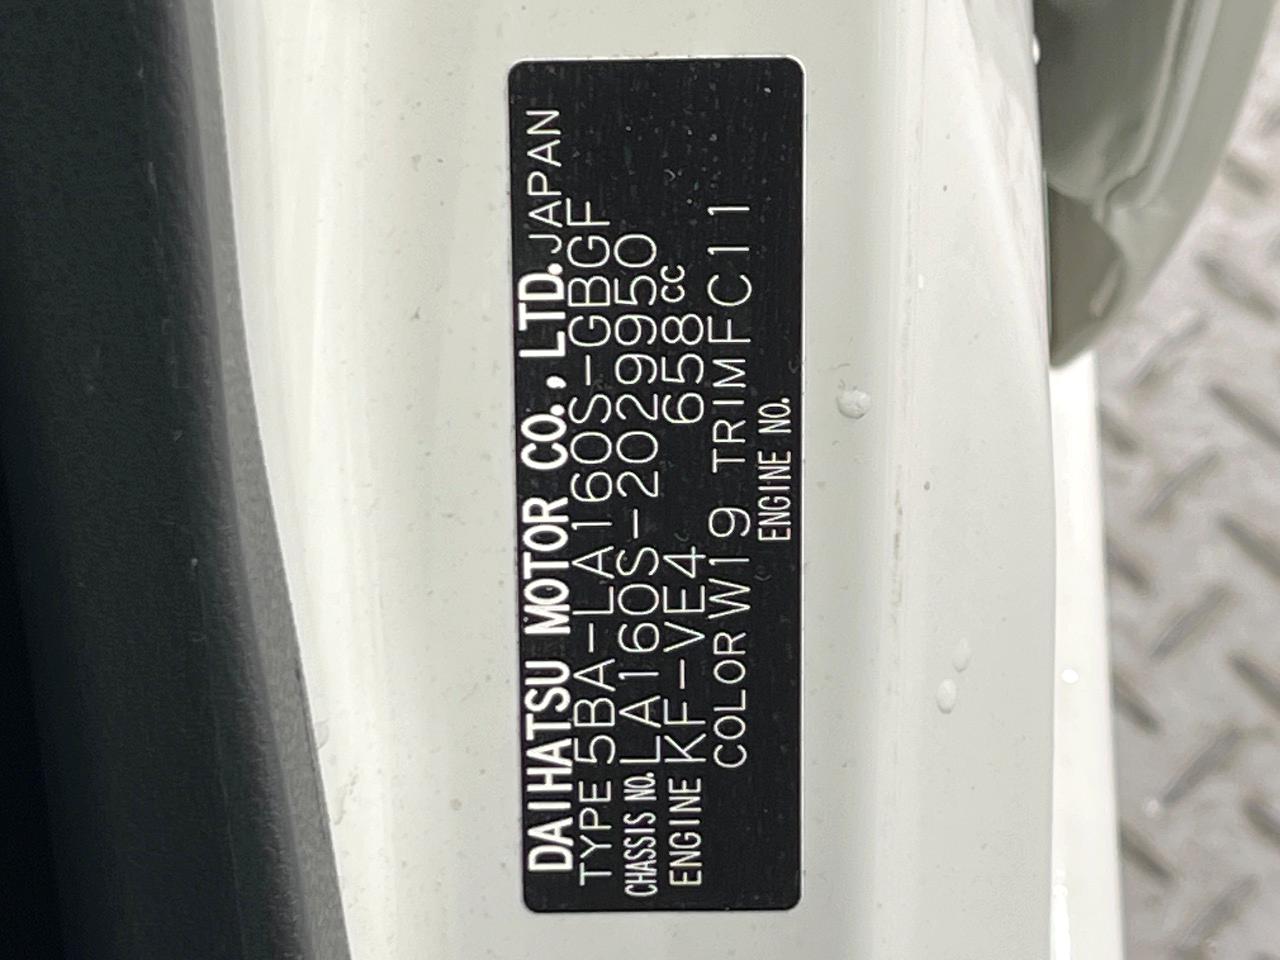 DAIHATSU MOTOR CO., LTD. JAPAN
TYPE 5BA-LA160S-GBGF
CHASSIS NO. LA160S-2029950
ENGINE KF-VE4 658cc
COLOR W19 TRIM FC11
ENGINE NO.